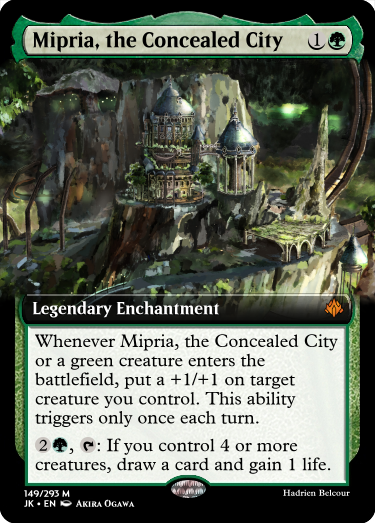 Mipria, the Concealed City 1
Legendary Enchantment
Whenever Mipria, the Concealed City
or a green creature enters the
battlefield, put a +1/+1 on target
creature you control. This ability
triggers only once each turn.
2, : If you control 4 or more
creatures, draw a card and gain 1 life.
149/293 M
JK • EN Akira Ogawa
Hadrien Belcour